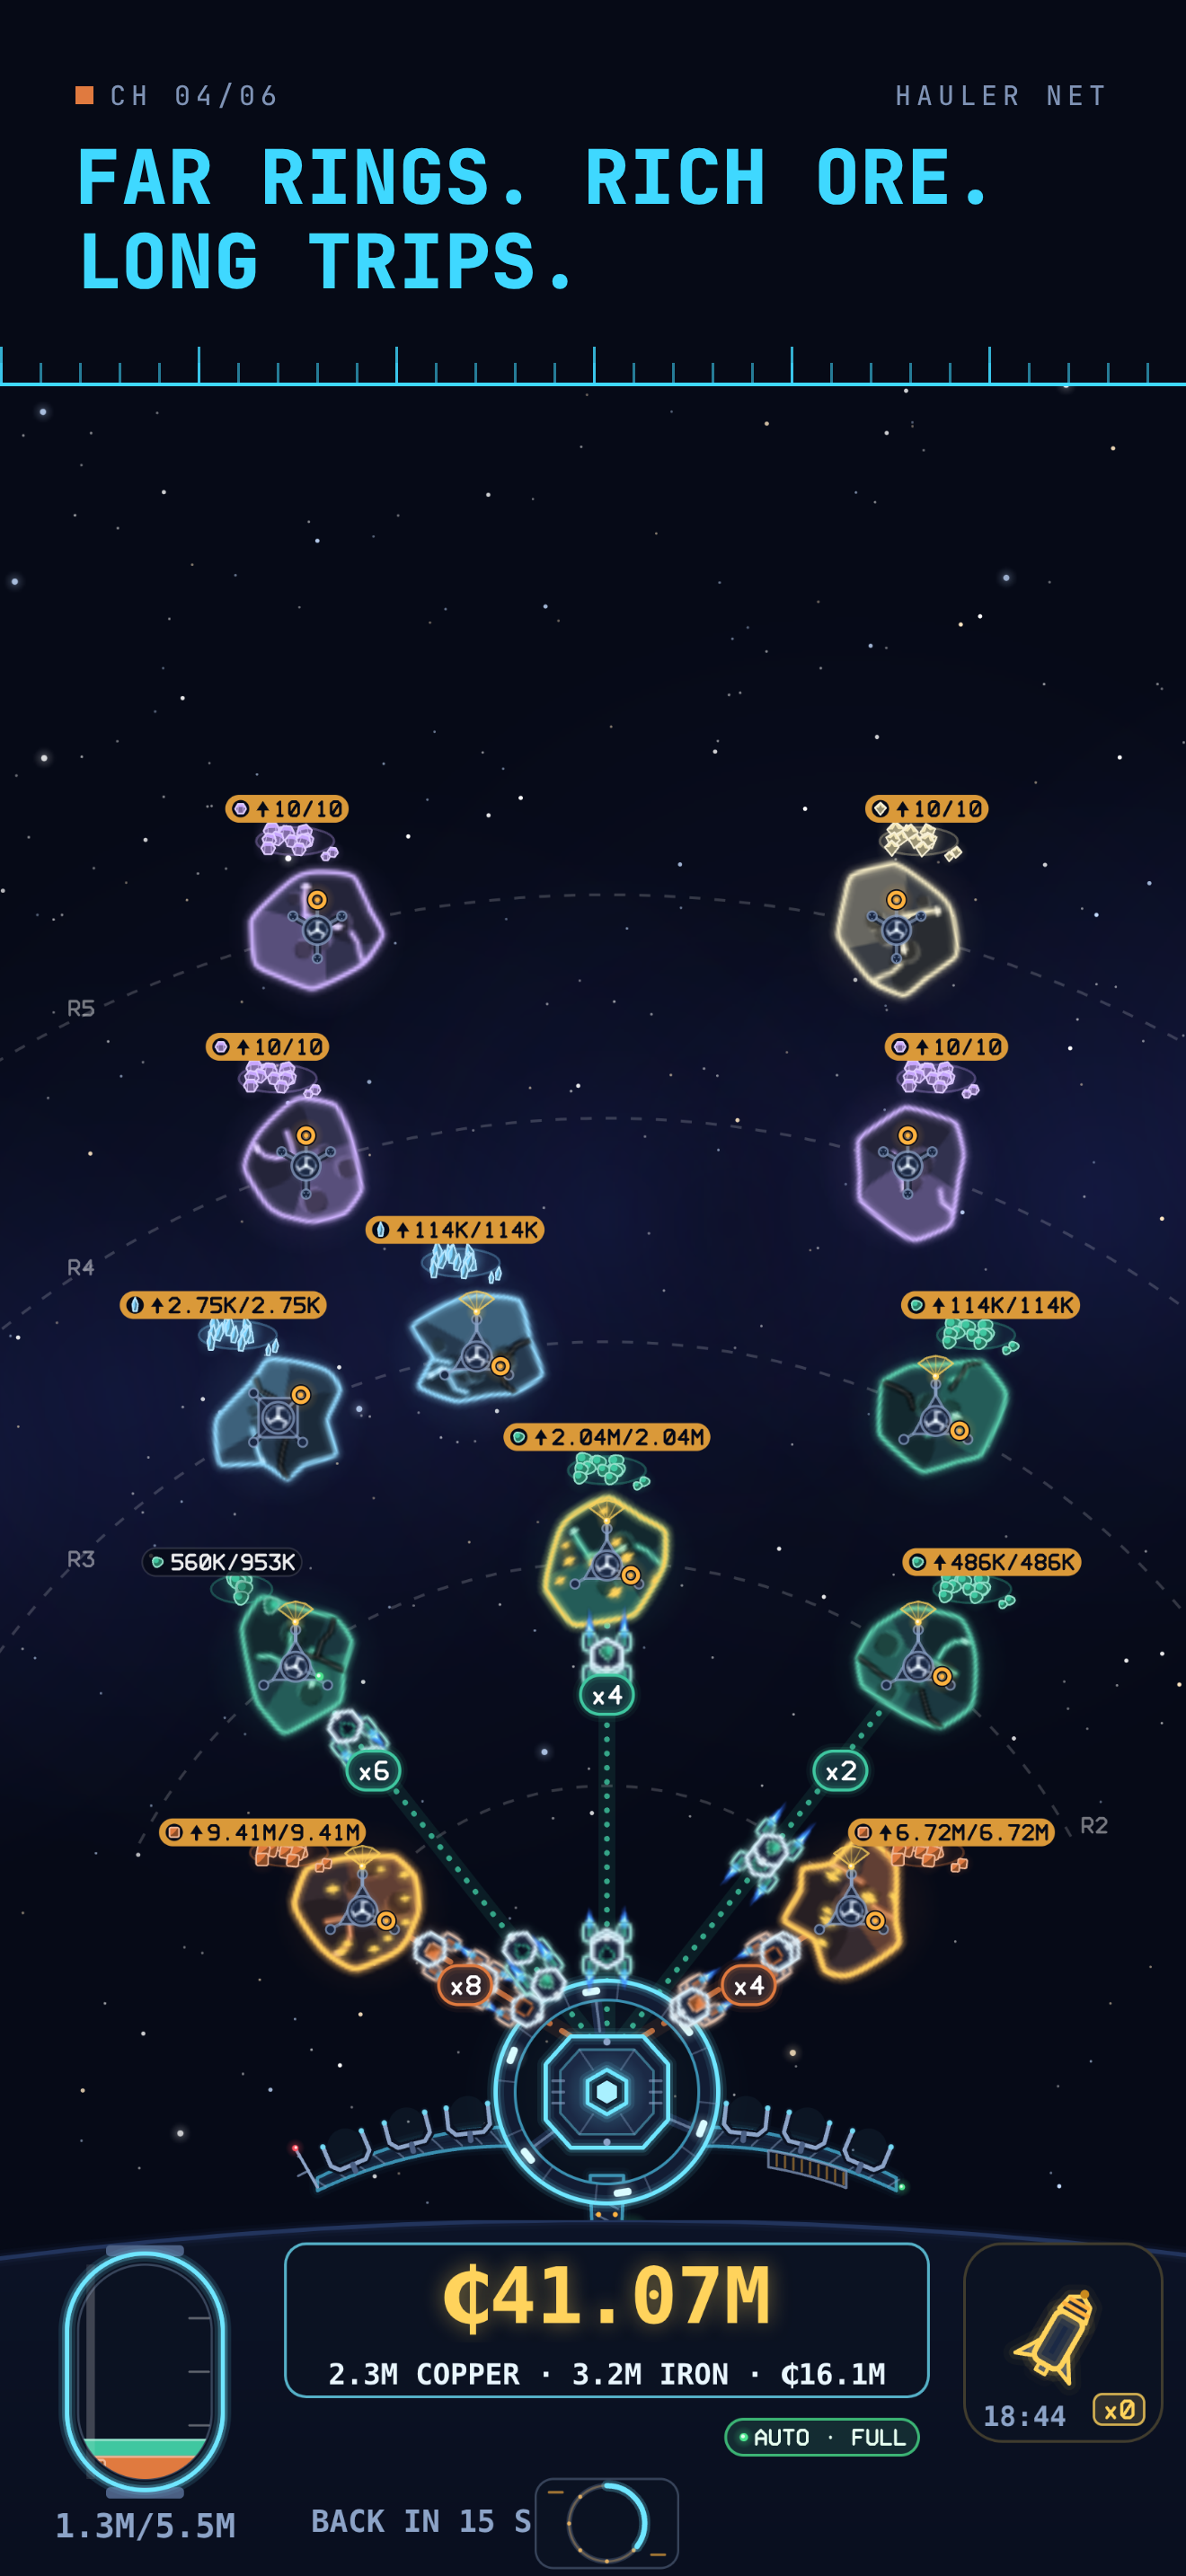 CH 04/06
HAULER NET
FAR RINGS. RICH ORE.
LONG TRIPS.
10/10
10/10
R5
10/10
10/10
114K/114K
R4
2.75K/2.75K
114K/114K
2.04M/2.04M
R3
560K/953K
486K/486K
x4
x6
x2
9.41M/9.41M
6.72M/6.72M
R2
x8
x4
₵41.07M
2.3M COPPER · 3.2M IRON · ₵16.1M
18:44
x0
AUTO · FULL
1.3M/5.5M
BACK IN 15 S